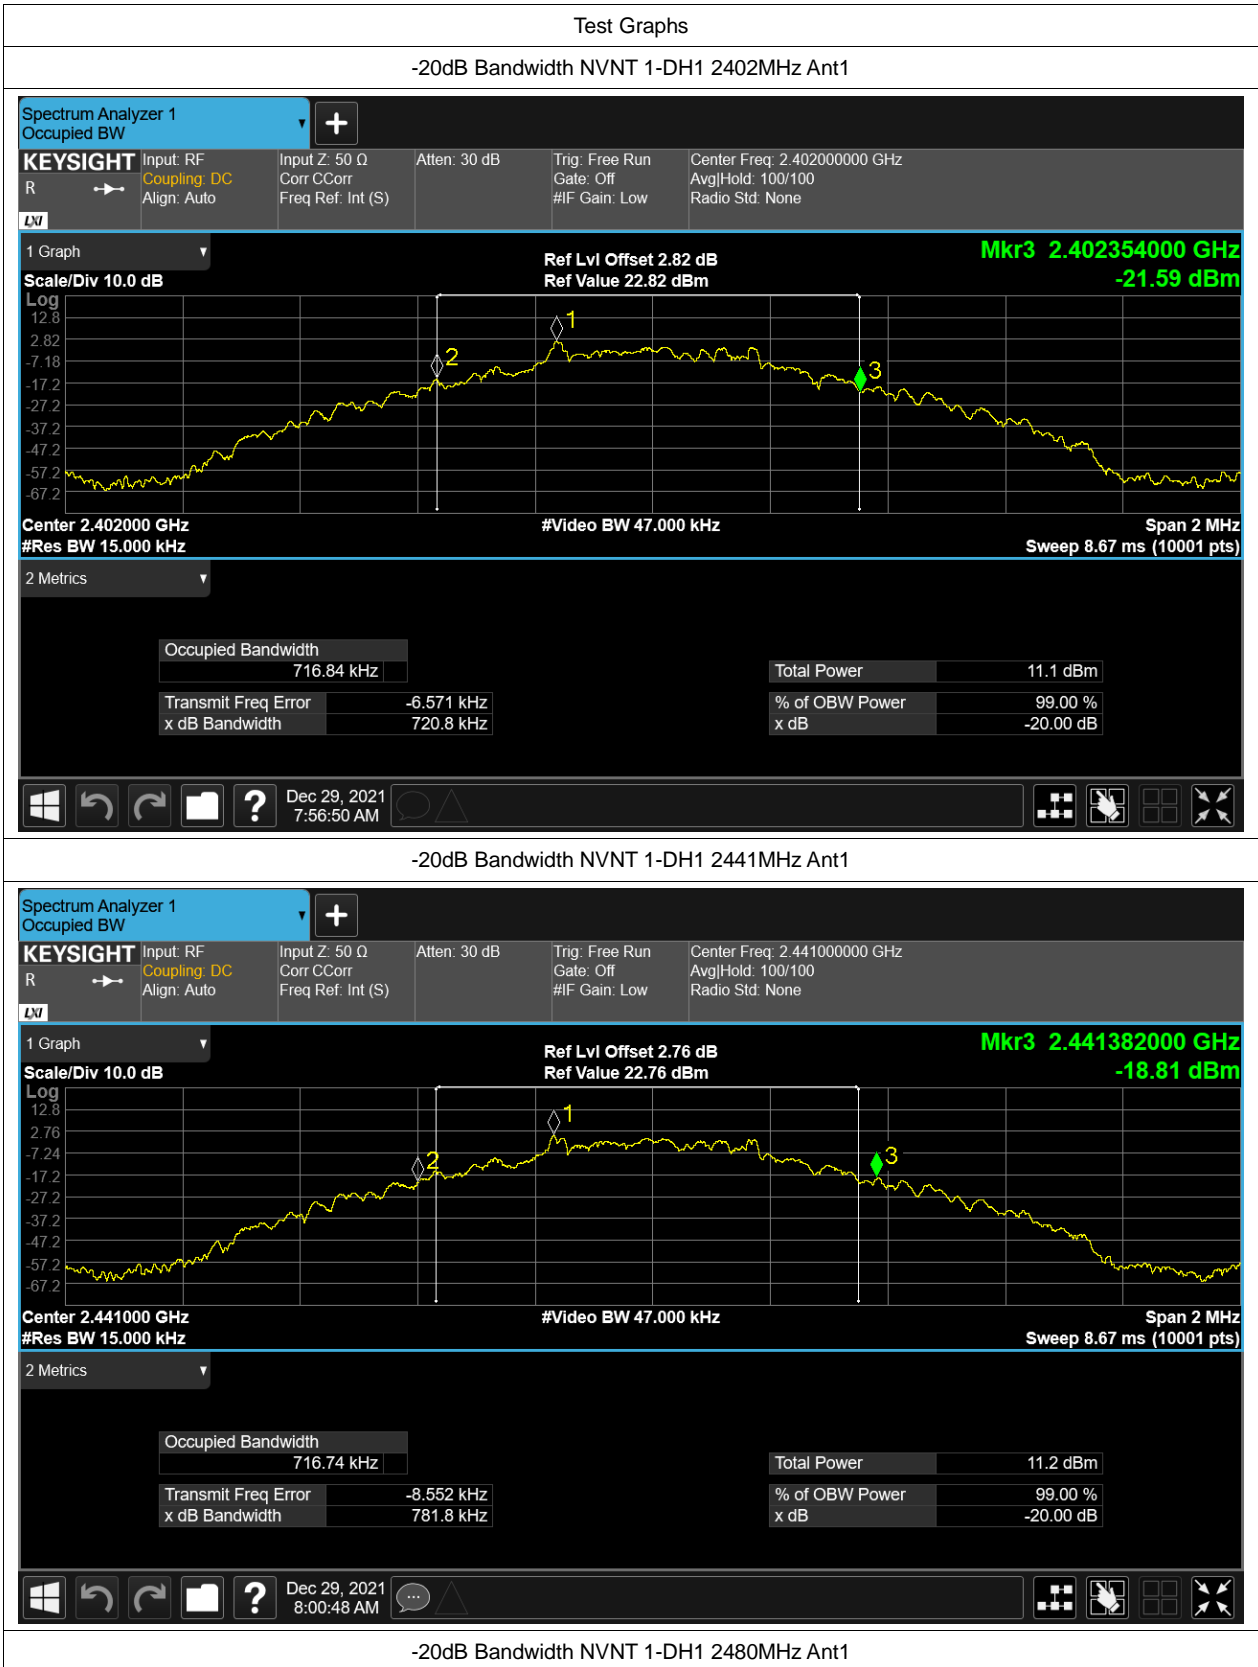 Test Graphs
-20dB Bandwidth NVNT 1-DH1 2402MHz Ant1
Spectrum Analyzer 1
Occupied BW
KEYSIGHT Input: RF Input Z: 50 Ω Atten: 30 dB Trig: Free Run Center Freq: 2.402000000 GHz
R Coupling: DC Corr CCorr Gate: Off Avg|Hold: 100/100
Align: Auto Freq Ref: Int (S) #IF Gain: Low Radio Std: None
LXI
1 Graph Ref Lvl Offset 2.82 dB Mkr3 2.402354000 GHz
Scale/Div 10.0 dB Ref Value 22.82 dBm -21.59 dBm
Log
12.8 1
2.82 2
-7.18 3
-17.2
-27.2
-37.2
-47.2
-57.2
-67.2
Center 2.402000 GHz #Video BW 47.000 kHz Span 2 MHz
#Res BW 15.000 kHz Sweep 8.67 ms (10001 pts)
2 Metrics
Occupied Bandwidth
716.84 kHz Total Power 11.1 dBm
Transmit Freq Error -6.571 kHz % of OBW Power 99.00 %
x dB Bandwidth 720.8 kHz x dB -20.00 dB
? Dec 29, 2021
7:56:50 AM
-20dB Bandwidth NVNT 1-DH1 2441MHz Ant1
Spectrum Analyzer 1
Occupied BW
KEYSIGHT Input: RF Input Z: 50 Ω Atten: 30 dB Trig: Free Run Center Freq: 2.441000000 GHz
R Coupling: DC Corr CCorr Gate: Off Avg|Hold: 100/100
Align: Auto Freq Ref: Int (S) #IF Gain: Low Radio Std: None
LXI
1 Graph Ref Lvl Offset 2.76 dB Mkr3 2.441382000 GHz
Scale/Div 10.0 dB Ref Value 22.76 dBm -18.81 dBm
Log
12.8 1
2.76
-7.24 2 3
-17.2
-27.2
-37.2
-47.2
-57.2
-67.2
Center 2.441000 GHz #Video BW 47.000 kHz Span 2 MHz
#Res BW 15.000 kHz Sweep 8.67 ms (10001 pts)
2 Metrics
Occupied Bandwidth
716.74 kHz Total Power 11.2 dBm
Transmit Freq Error -8.552 kHz % of OBW Power 99.00 %
x dB Bandwidth 781.8 kHz x dB -20.00 dB
? Dec 29, 2021
8:00:48 AM
-20dB Bandwidth NVNT 1-DH1 2480MHz Ant1